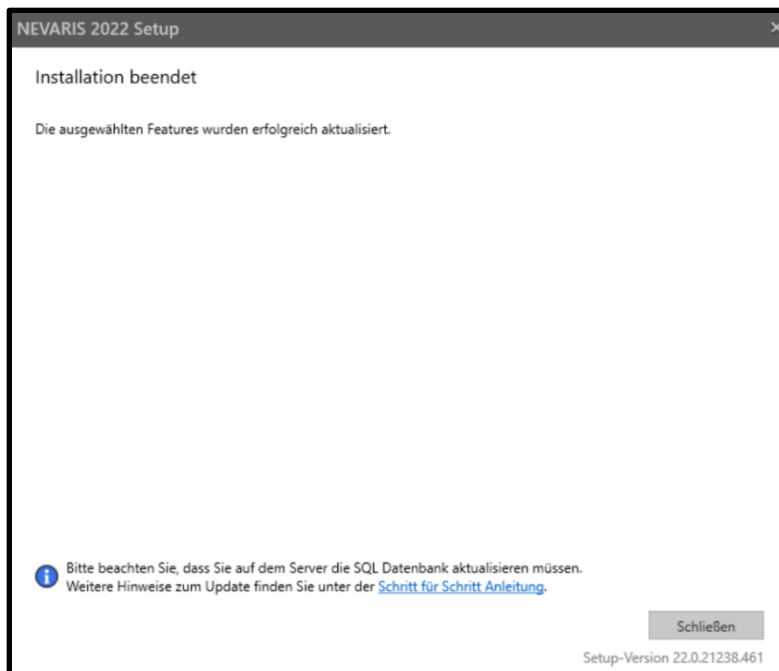 NEVARIS 2022 Setup
Installation beendet
Die ausgewählten Features wurden erfolgreich aktualisiert.
Bitte beachten Sie, dass Sie auf dem Server die SQL Datenbank aktualisieren müssen.
Weitere Hinweise zum Update finden Sie unter der Schritt für Schritt Anleitung.
Schließen
Setup-Version 22.0.21238.461